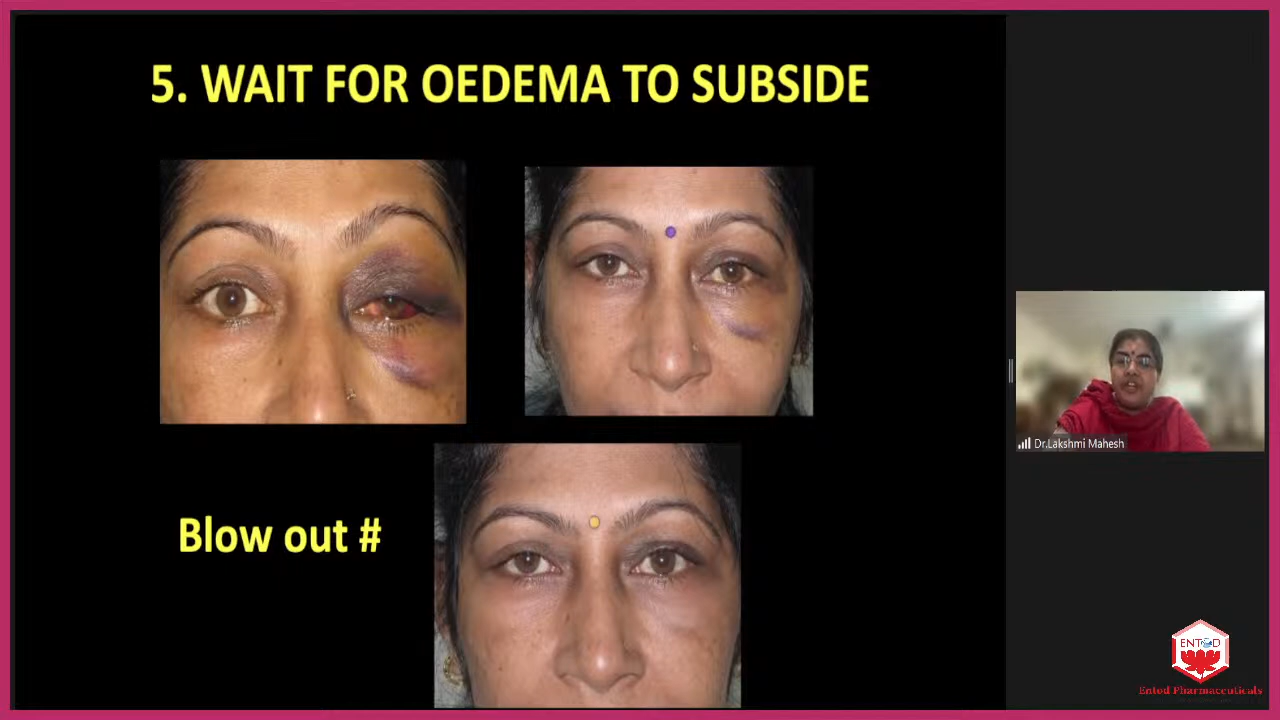 5. WAIT FOR OEDEMA TO SUBSIDE
Blow out #
Dr.Lakshmi Mahesh
ENTOD
Entod Pharmaceuticals